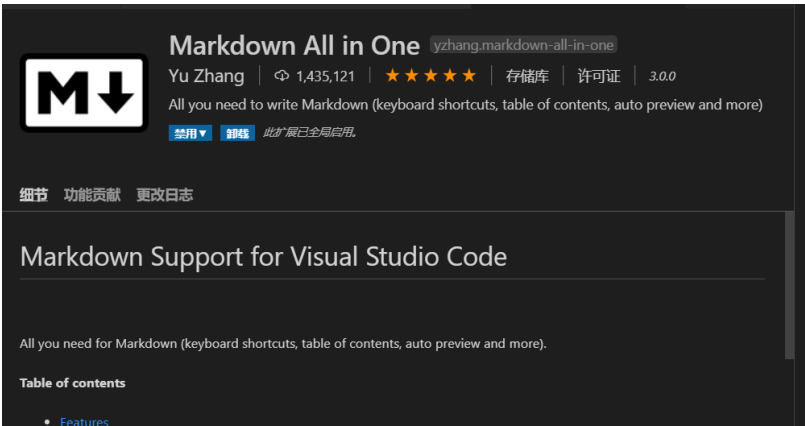 Markdown All in One yzhang.markdown-all-in-one
Yu Zhang 1,435,121 存储库 许可证 3.0.0
All you need to write Markdown (keyboard shortcuts, table of contents, auto preview and more)
禁用 卸载 此扩展已全局启用。
M
细节 功能贡献 更改日志
Markdown Support for Visual Studio Code
All you need for Markdown (keyboard shortcuts, table of contents, auto preview and more).
Table of contents
Features